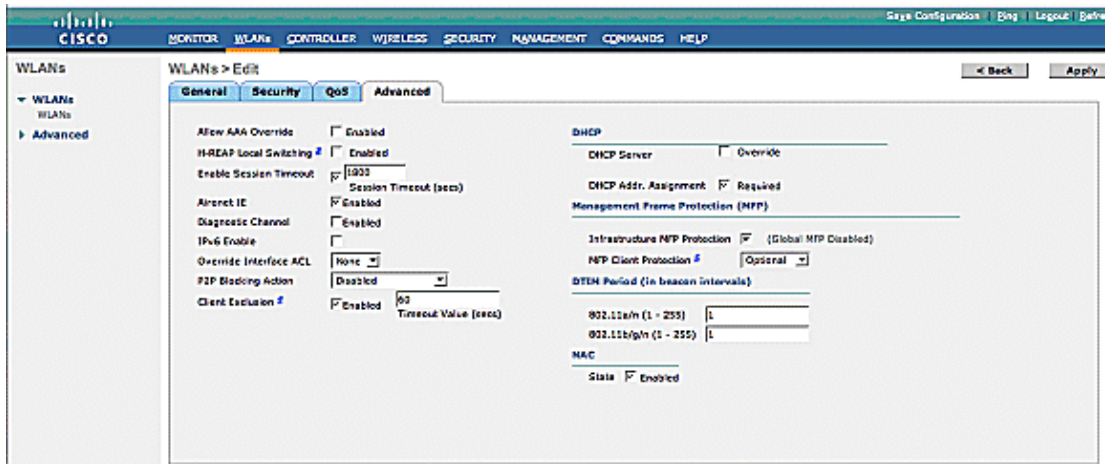 Save Configuration | Ping | Logout | Refre
CISCO
MONITOR WLANs CONTROLLER WIRELESS SECURITY MANAGEMENT COMMANDS HELP
WLANs
WLANs > Edit
< Back
Apply
WLANs
WLANs
Advanced
General
Security
QoS
Advanced
Allow AAA Override Enabled
H-REAP Local Switching 2 Enabled
Enable Session Timeout 1800
Session Timeout (secs)
Aironet IE Enabled
Diagnostic Channel Enabled
IPv6 Enable
Override Interface ACL None
P2P Blocking Action Disabled
Client Exclusion Enabled 60
Timeout Value (secs)
DHCP
DHCP Server Override
DHCP Addr. Assignment Required
Management Frame Protection (MFP)
Infrastructure MFP Protection (Global MFP Disabled)
MFP Client Protection Optional
DTIM Period (in beacon intervals)
802.11a/n (1 - 255) 1
802.11b/g/n (1 - 255) 1
NAC
State Enabled